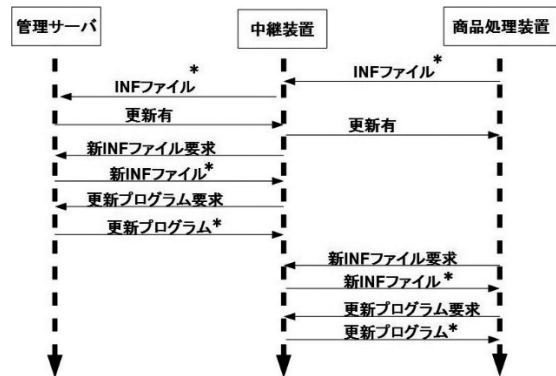 管理サーバ
中継装置
商品処理装置
INFファイル*
INFファイル*
更新有
更新有
新INFファイル要求
新INFファイル*
更新プログラム要求
更新プログラム*
新INFファイル要求
新INFファイル*
更新プログラム要求
更新プログラム*